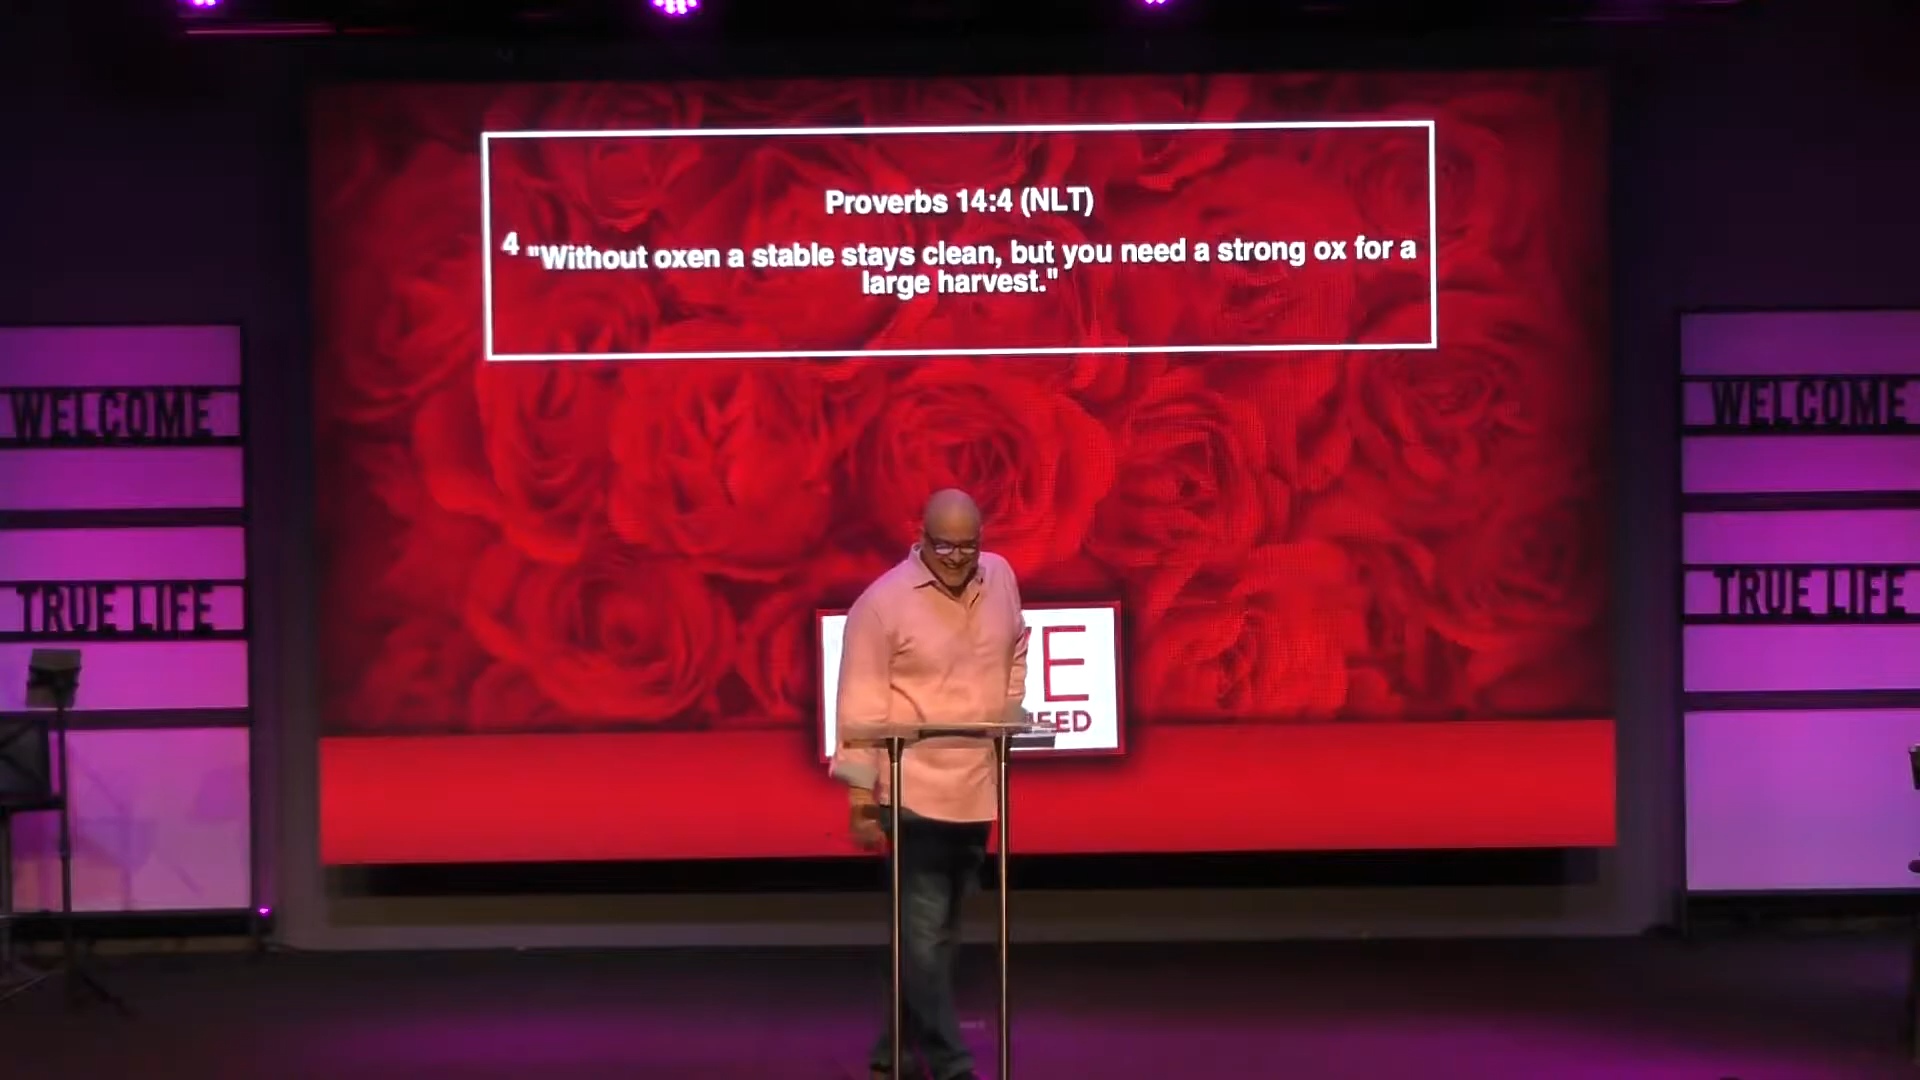 Proverbs 14:4 (NLT)
4 "Without oxen a stable stays clean, but you need a strong ox for a
large harvest."
WELCOME
TRUE LIFE
WELCOME
TRUE LIFE